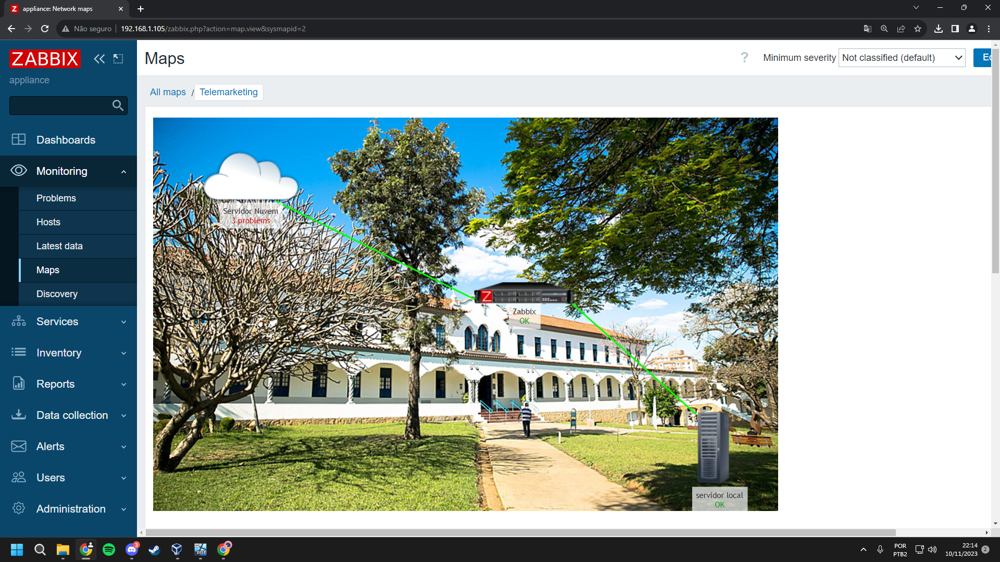 appliance: Network maps
Não seguro
192.168.1.105/zabbix.php?action=map.view&sysmapid=2
ZABBIX
appliance
Dashboards
Monitoring
Problems
Hosts
Latest data
Maps
Discovery
Services
Inventory
Reports
Data collection
Alerts
Users
Administration
Maps
? Minimum severity Not classified (default)
All maps / Telemarketing
Servidor Nuvem
3 problems
Z
Zabbix
OK
servidor local
OK
3
2012
POR
PTB2
22:14
10/11/2023
2